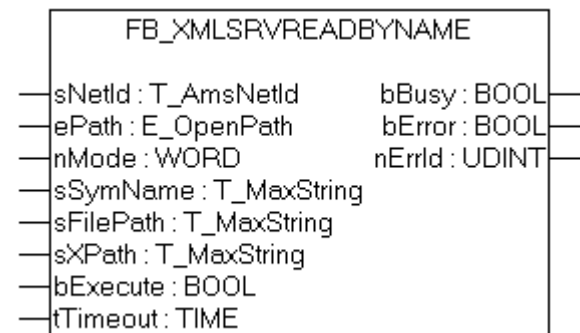 FB_XMLSRVREADBYNAME
sNetId : T_AmsNetId bBusy : BOOL
ePath : E_OpenPath bError : BOOL
nMode : WORD nErrId : UDINT
sSymName : T_MaxString
sFilePath : T_MaxString
sXPath : T_MaxString
bExecute : BOOL
tTimeout : TIME